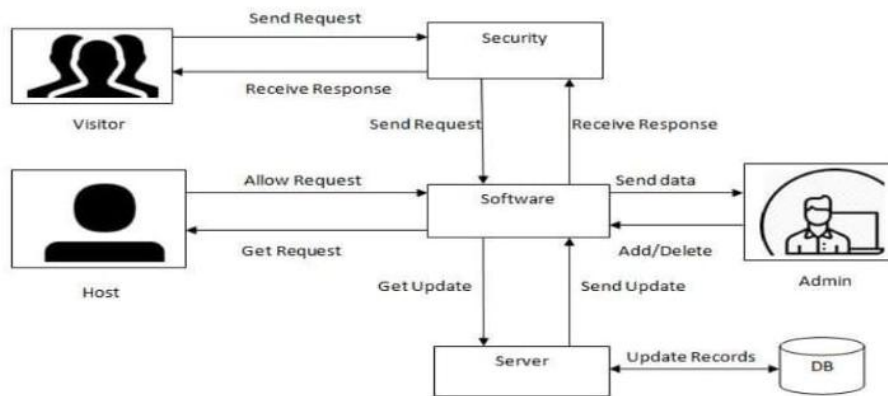 Send Request
Security
Receive Response
Visitor
Send Request
Receive Response
Allow Request
Software
Send data
Get Request
Add/Delete
Host
Admin
Get Update
Send Update
Server
Update Records
DB